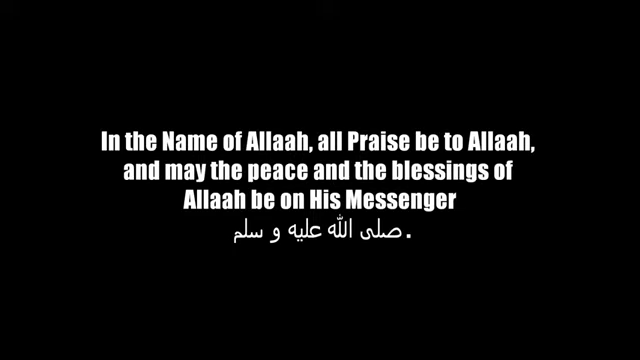 In the Name of Allaah, all Praise be to Allaah,
and may the peace and the blessings of
Allaah be on His Messenger
صلى الله عليه و سلم .